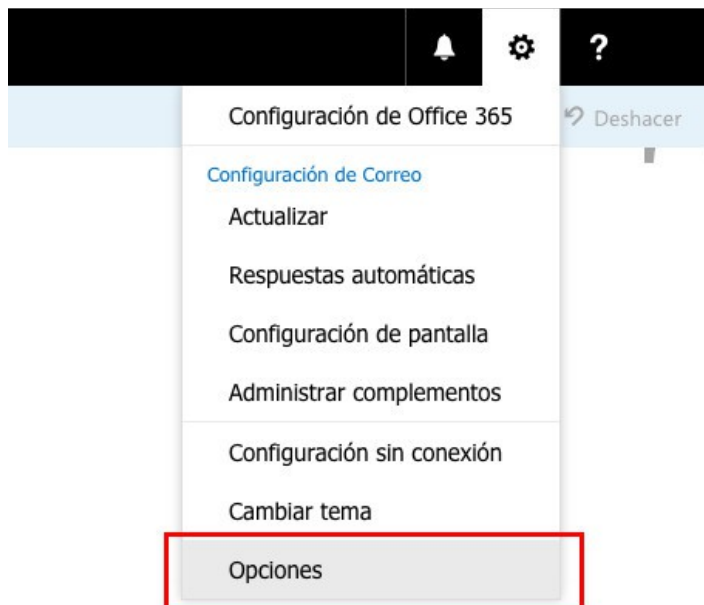 ?
Configuración de Office 365
Deshacer
Configuración de Correo
Actualizar
Respuestas automáticas
Configuración de pantalla
Administrar complementos
Configuración sin conexión
Cambiar tema
Opciones